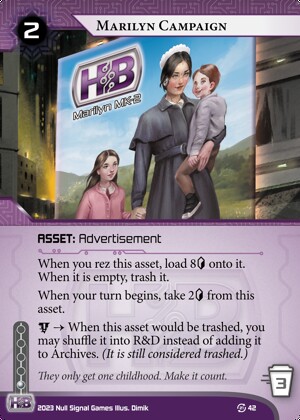 2
Marilyn Campaign
H&B
Marilyn MK-2
ASSET: Advertisement
When you rez this asset, load 8 onto it.
When it is empty, trash it.
When your turn begins, take 2 from this
asset.
→ When this asset would be trashed, you
may shuffle it into R&D instead of adding it
to Archives. (It is still considered trashed.)
They only get one childhood. Make it count.
3
H&B
2023 Null Signal Games Illus. Dimik
42